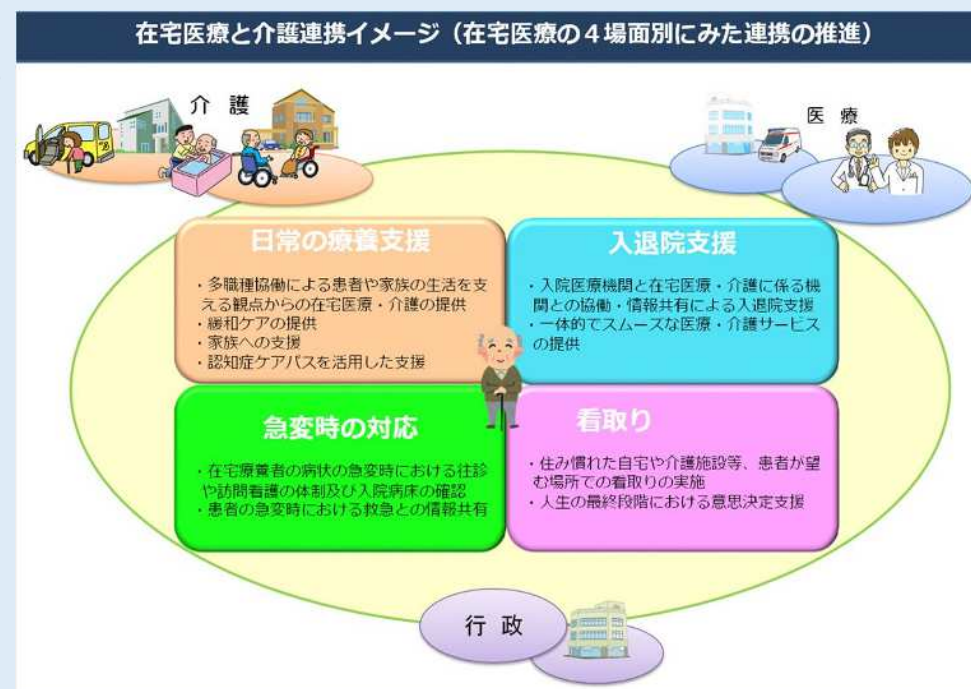 在宅医療と介護連携イメージ（在宅医療の４場面別にみた連携の推進）
介 護
医 療
日常の療養支援
・多職種協働による患者や家族の生活を支
える観点からの在宅医療・介護の提供
・緩和ケアの提供
・家族への支援
・認知症ケアパスを活用した支援
入退院支援
・入院医療機関と在宅医療・介護に係る機
関との協働・情報共有による入退院支援
・一体的でスムーズな医療・介護サービス
の提供
急変時の対応
・在宅療養者の病状の急変時における往診
や訪問看護の体制及び入院病床の確認
・患者の急変時における救急との情報共有
看取り
・住み慣れた自宅や介護施設等、患者が望
む場所での看取りの実施
・人生の最終段階における意思決定支援
行 政